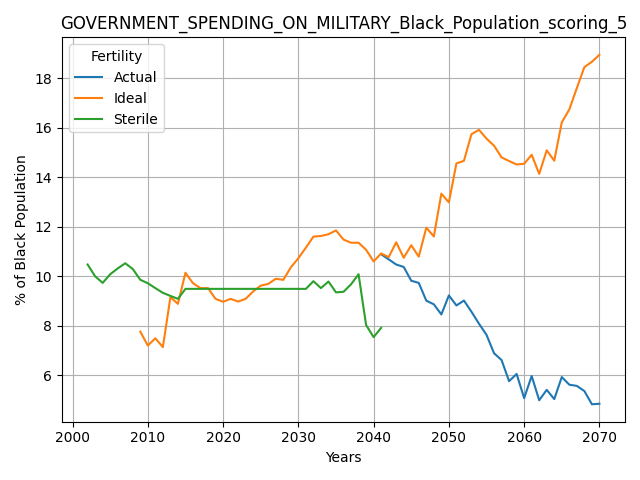 GOVERNMENT_SPENDING_ON_MILITARY_Black_Population_scoring_5
Fertility
Actual
Ideal
Sterile
% of Black Population
18
16
14
12
10
8
6
2000 2010 2020 2030 2040 2050 2060 2070
Years